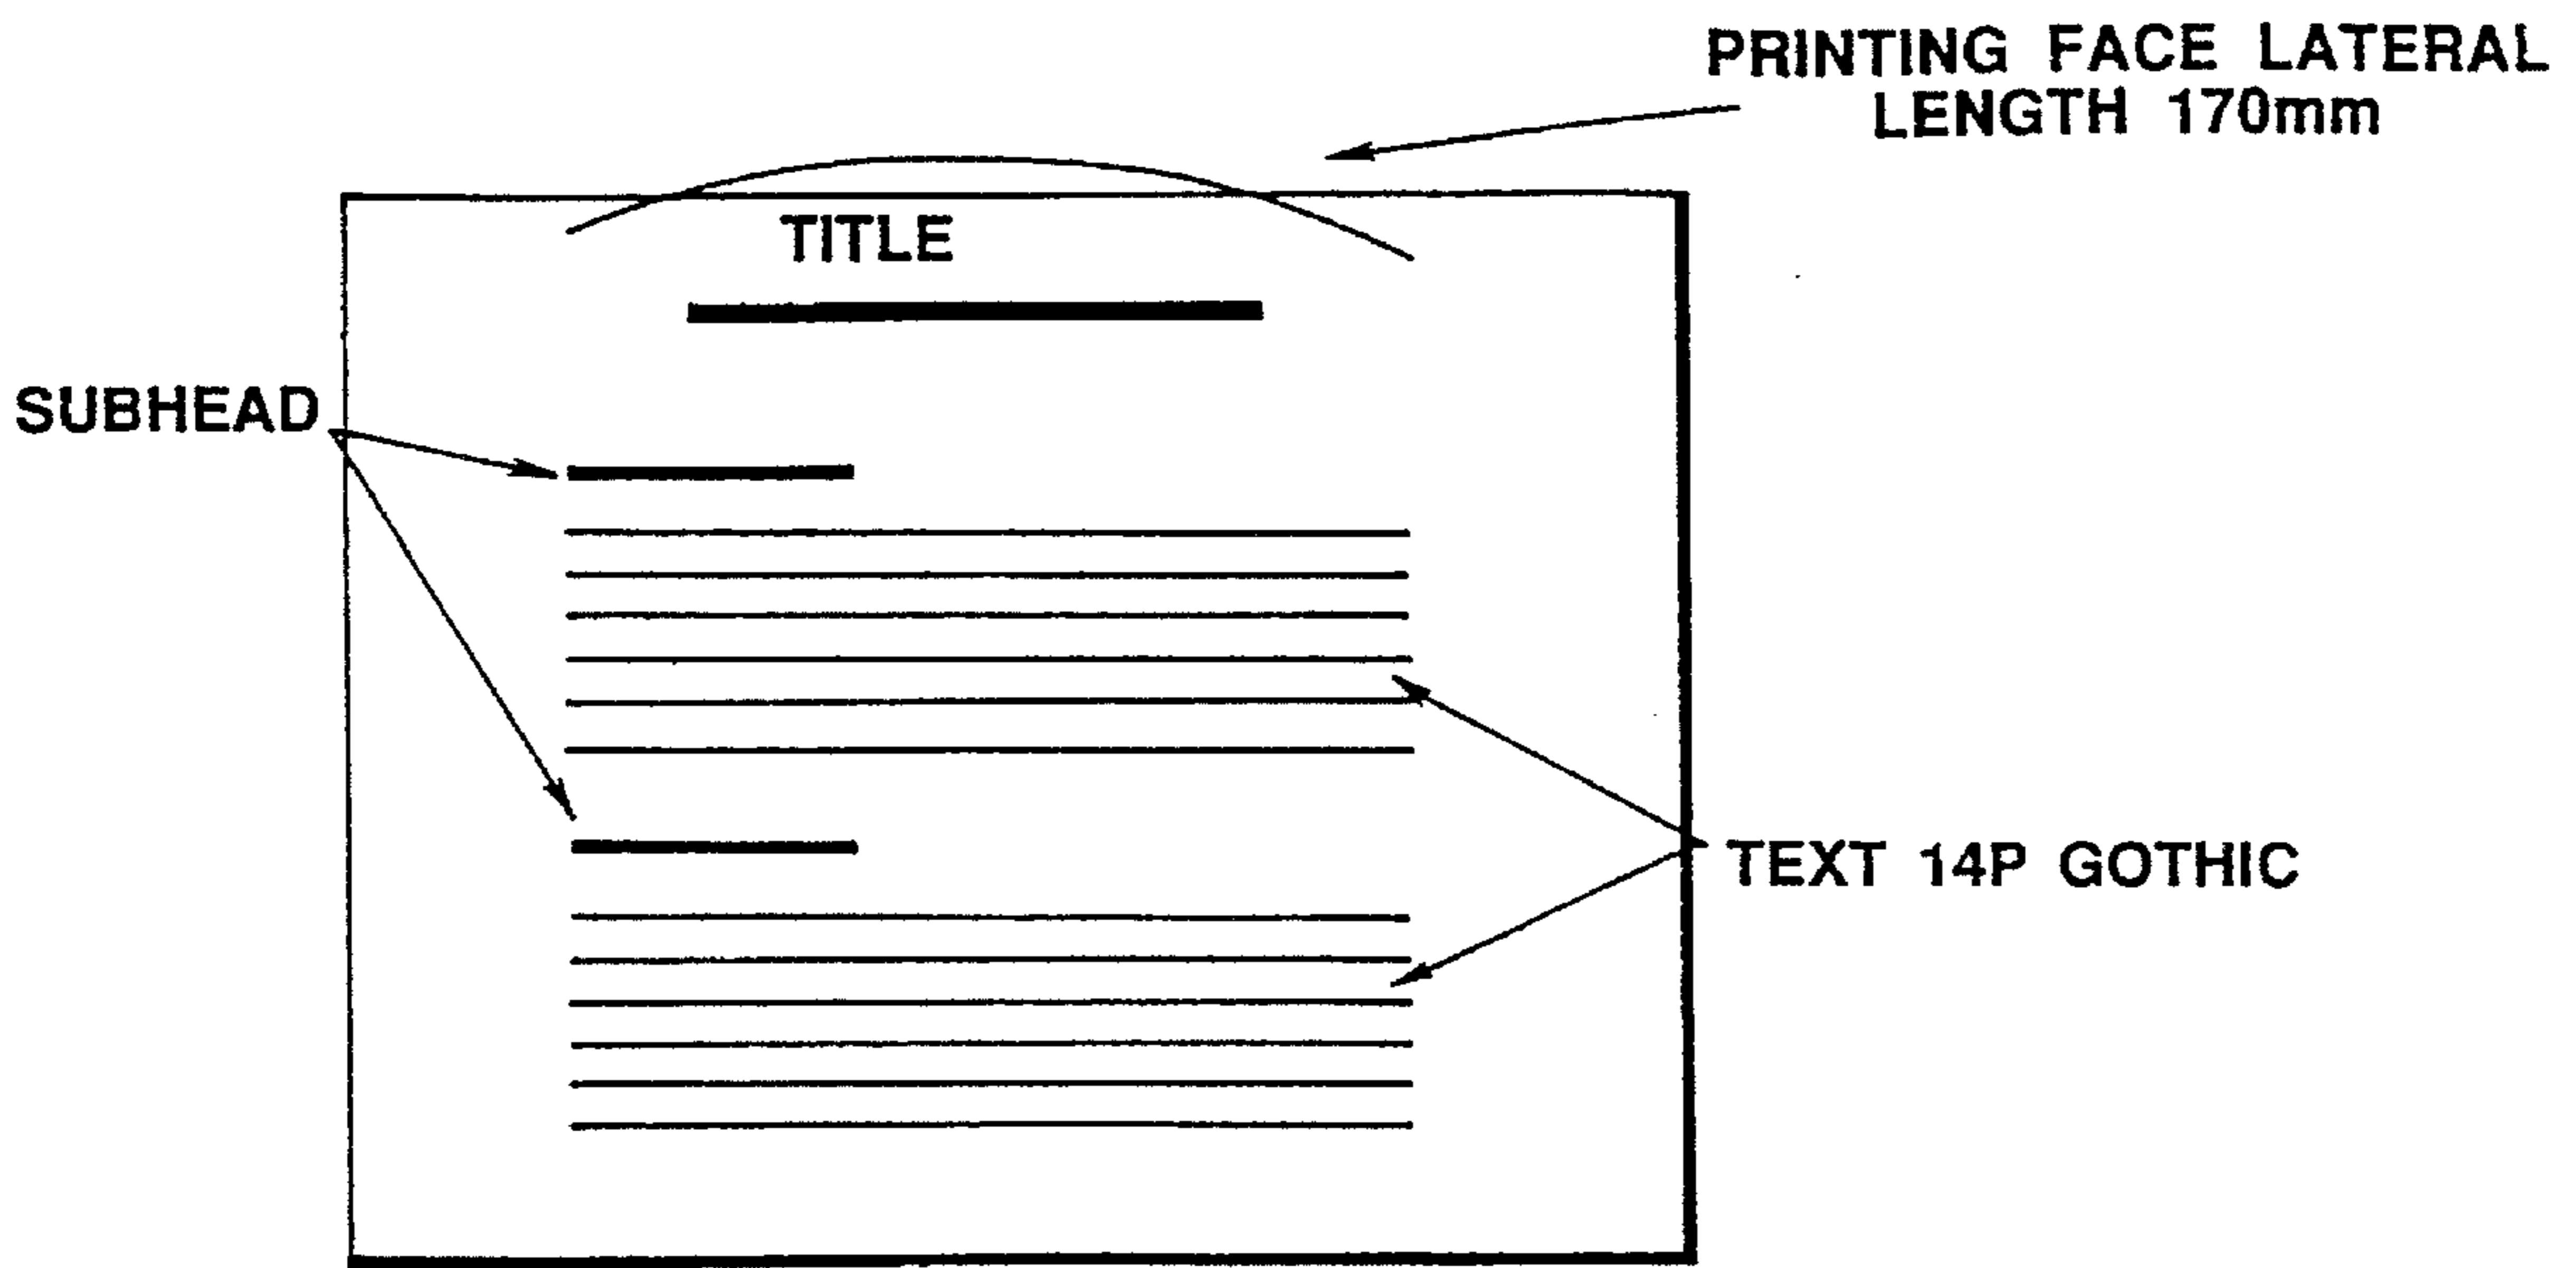 PRINTING FACE LATERAL
LENGTH 170mm
TITLE
SUBHEAD
TEXT 14P GOTHIC